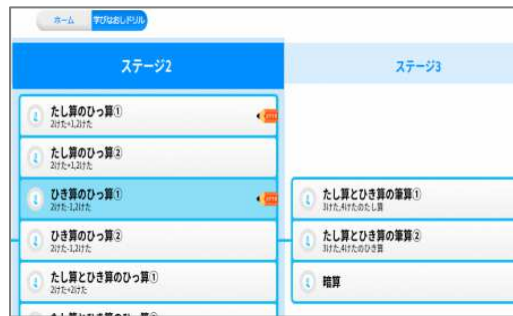 ホーム
学びなおしドリル
ステージ2
ステージ3
たし算のひっ算①
2けた+1,2けた
たし算のひっ算②
2けた+1,2けた
ひき算のひっ算①
2けた-1,2けた
ひき算のひっ算②
2けた-1,2けた
たし算とひき算のひっ算①
2けた+2けた
たし算とひき算の筆算①
3けた,4けたのたし算
たし算とひき算の筆算②
3けた,4けたのひき算
暗算